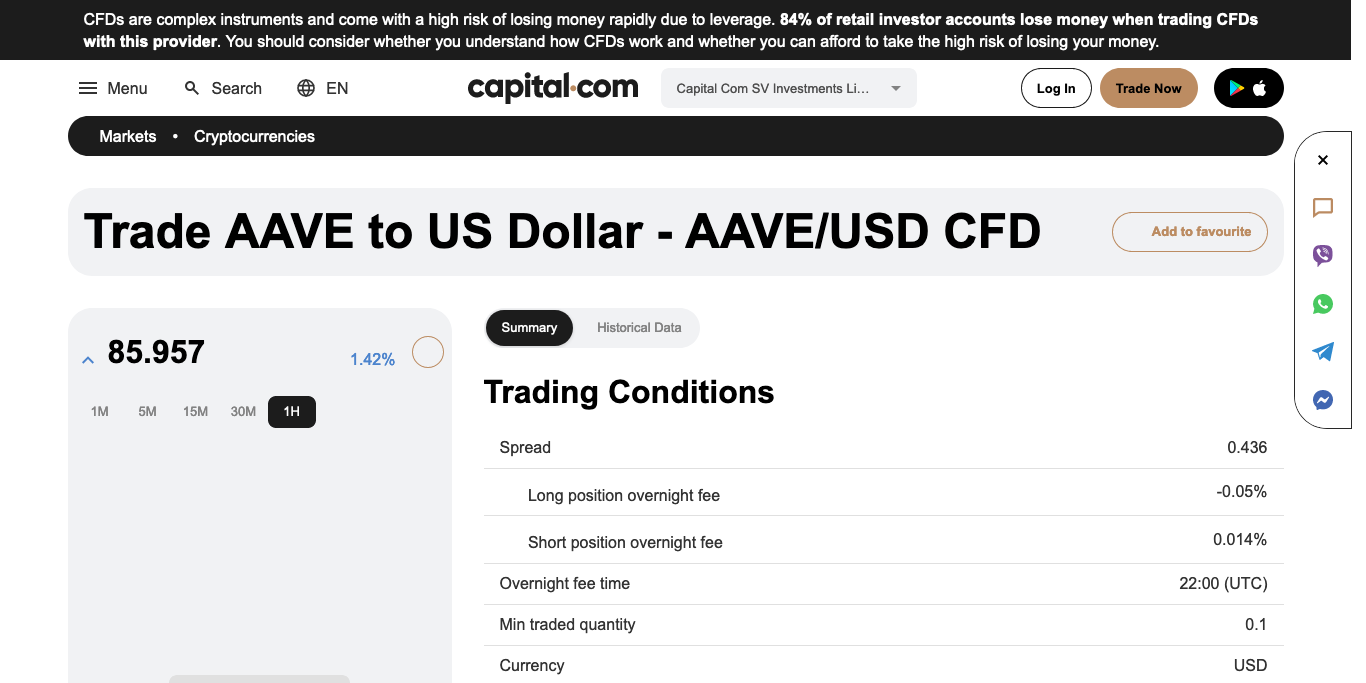 CFDs are complex instruments and come with a high risk of losing money rapidly due to leverage. 84% of retail investor accounts lose money when trading CFDs
with this provider. You should consider whether you understand how CFDs work and whether you can afford to take the high risk of losing your money.
Menu
Search
EN
capital.com
Capital Com SV Investments Li...
Log In
Trade Now
Markets • Cryptocurrencies
Trade AAVE to US Dollar - AAVE/USD CFD
Add to favourite
85.957
1.42%
1M 5M 15M 30M 1H
Summary
Historical Data
Trading Conditions
Spread 0.436
Long position overnight fee -0.05%
Short position overnight fee 0.014%
Overnight fee time 22:00 (UTC)
Min traded quantity 0.1
Currency USD